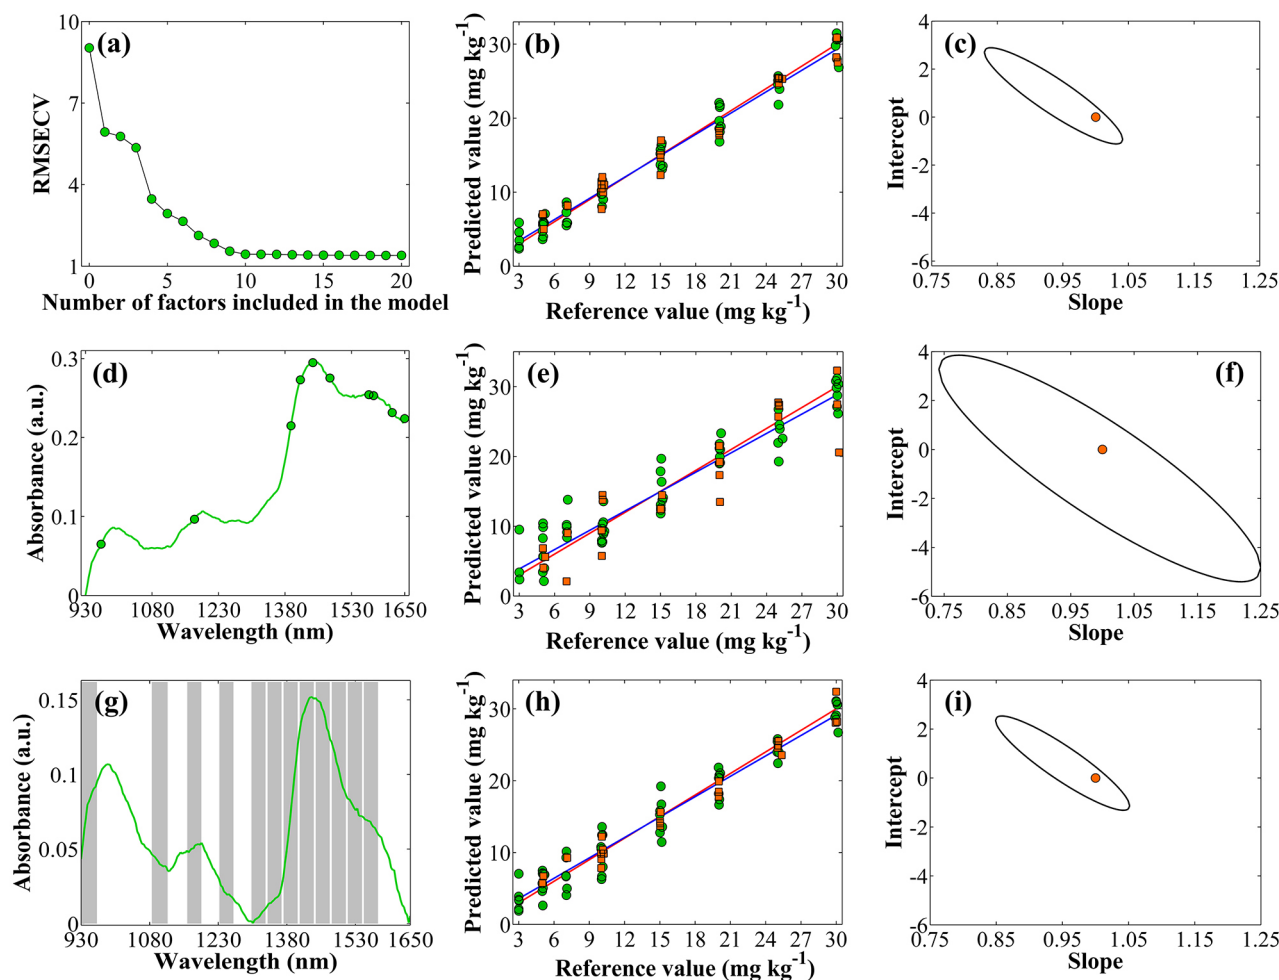 (a)
RMSECV
10
7
4
1
0 5 10 15 20
Number of factors included in the model
(b)
Predicted value (mg kg-1)
30
20
10
0
3 6 9 12 15 18 21 24 27 30
Reference value (mg kg-1)
(c)
Intercept
4
2
0
-2
-4
-6
0.75 0.85 0.95 1.05 1.15 1.25
Slope
(d)
Absorbance (a.u.)
0.3
0.2
0.1
0
930 1080 1230 1380 1530 1650
Wavelength (nm)
(e)
Predicted value (mg kg-1)
30
20
10
0
3 6 9 12 15 18 21 24 27 30
Reference value (mg kg-1)
(f)
Intercept
4
2
0
-2
-4
-6
0.75 0.85 0.95 1.05 1.15 1.25
Slope
(g)
Absorbance (a.u.)
0.15
0.1
0.05
0
930 1080 1230 1380 1530 1650
Wavelength (nm)
(h)
Predicted value (mg kg-1)
30
20
10
0
3 6 9 12 15 18 21 24 27 30
Reference value (mg kg-1)
(i)
Intercept
4
2
0
-2
-4
-6
0.75 0.85 0.95 1.05 1.15 1.25
Slope